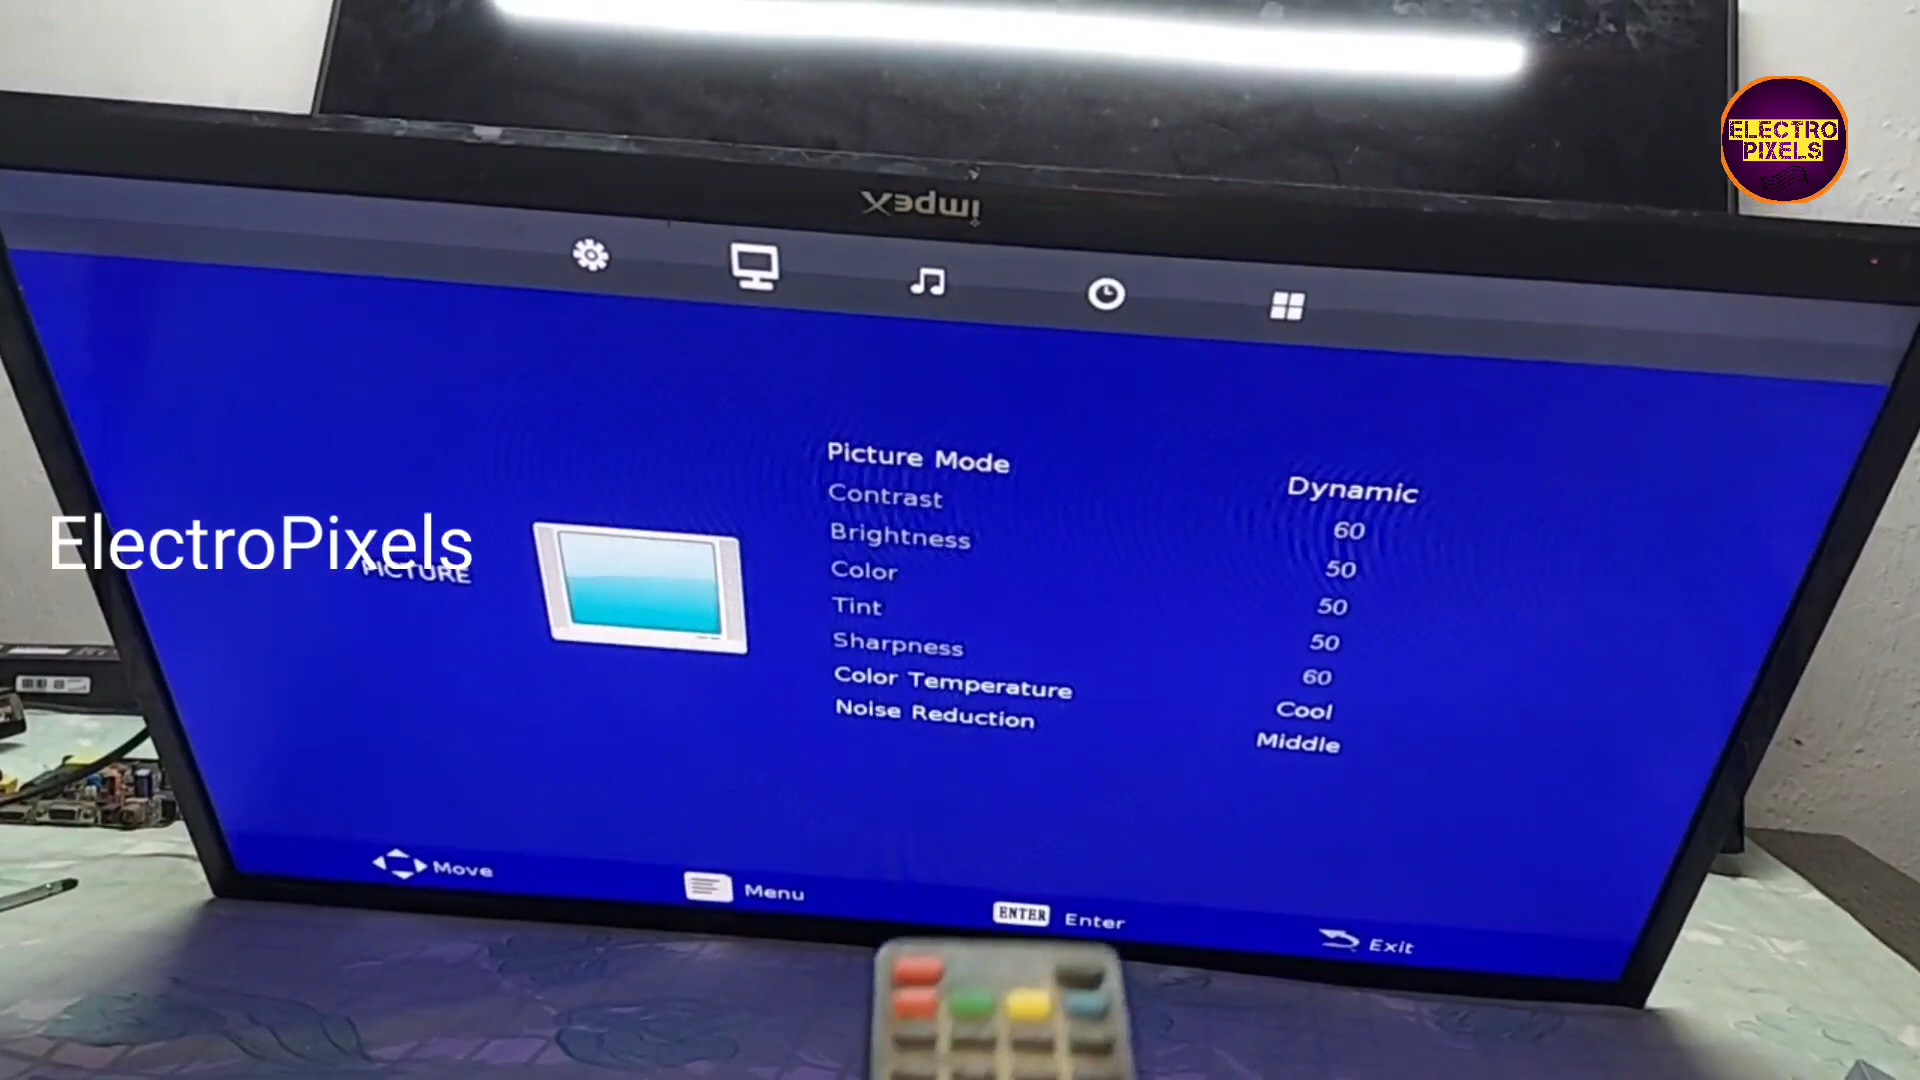 ELECTRO
PIXELS
impex
Picture Mode Dynamic
Contrast 60
Brightness 50
Color 50
Tint 50
Sharpness 60
Color Temperature Cool
Noise Reduction Middle
ElectroPixels
PICTURE
Move
Menu
ENTER Enter
Exit